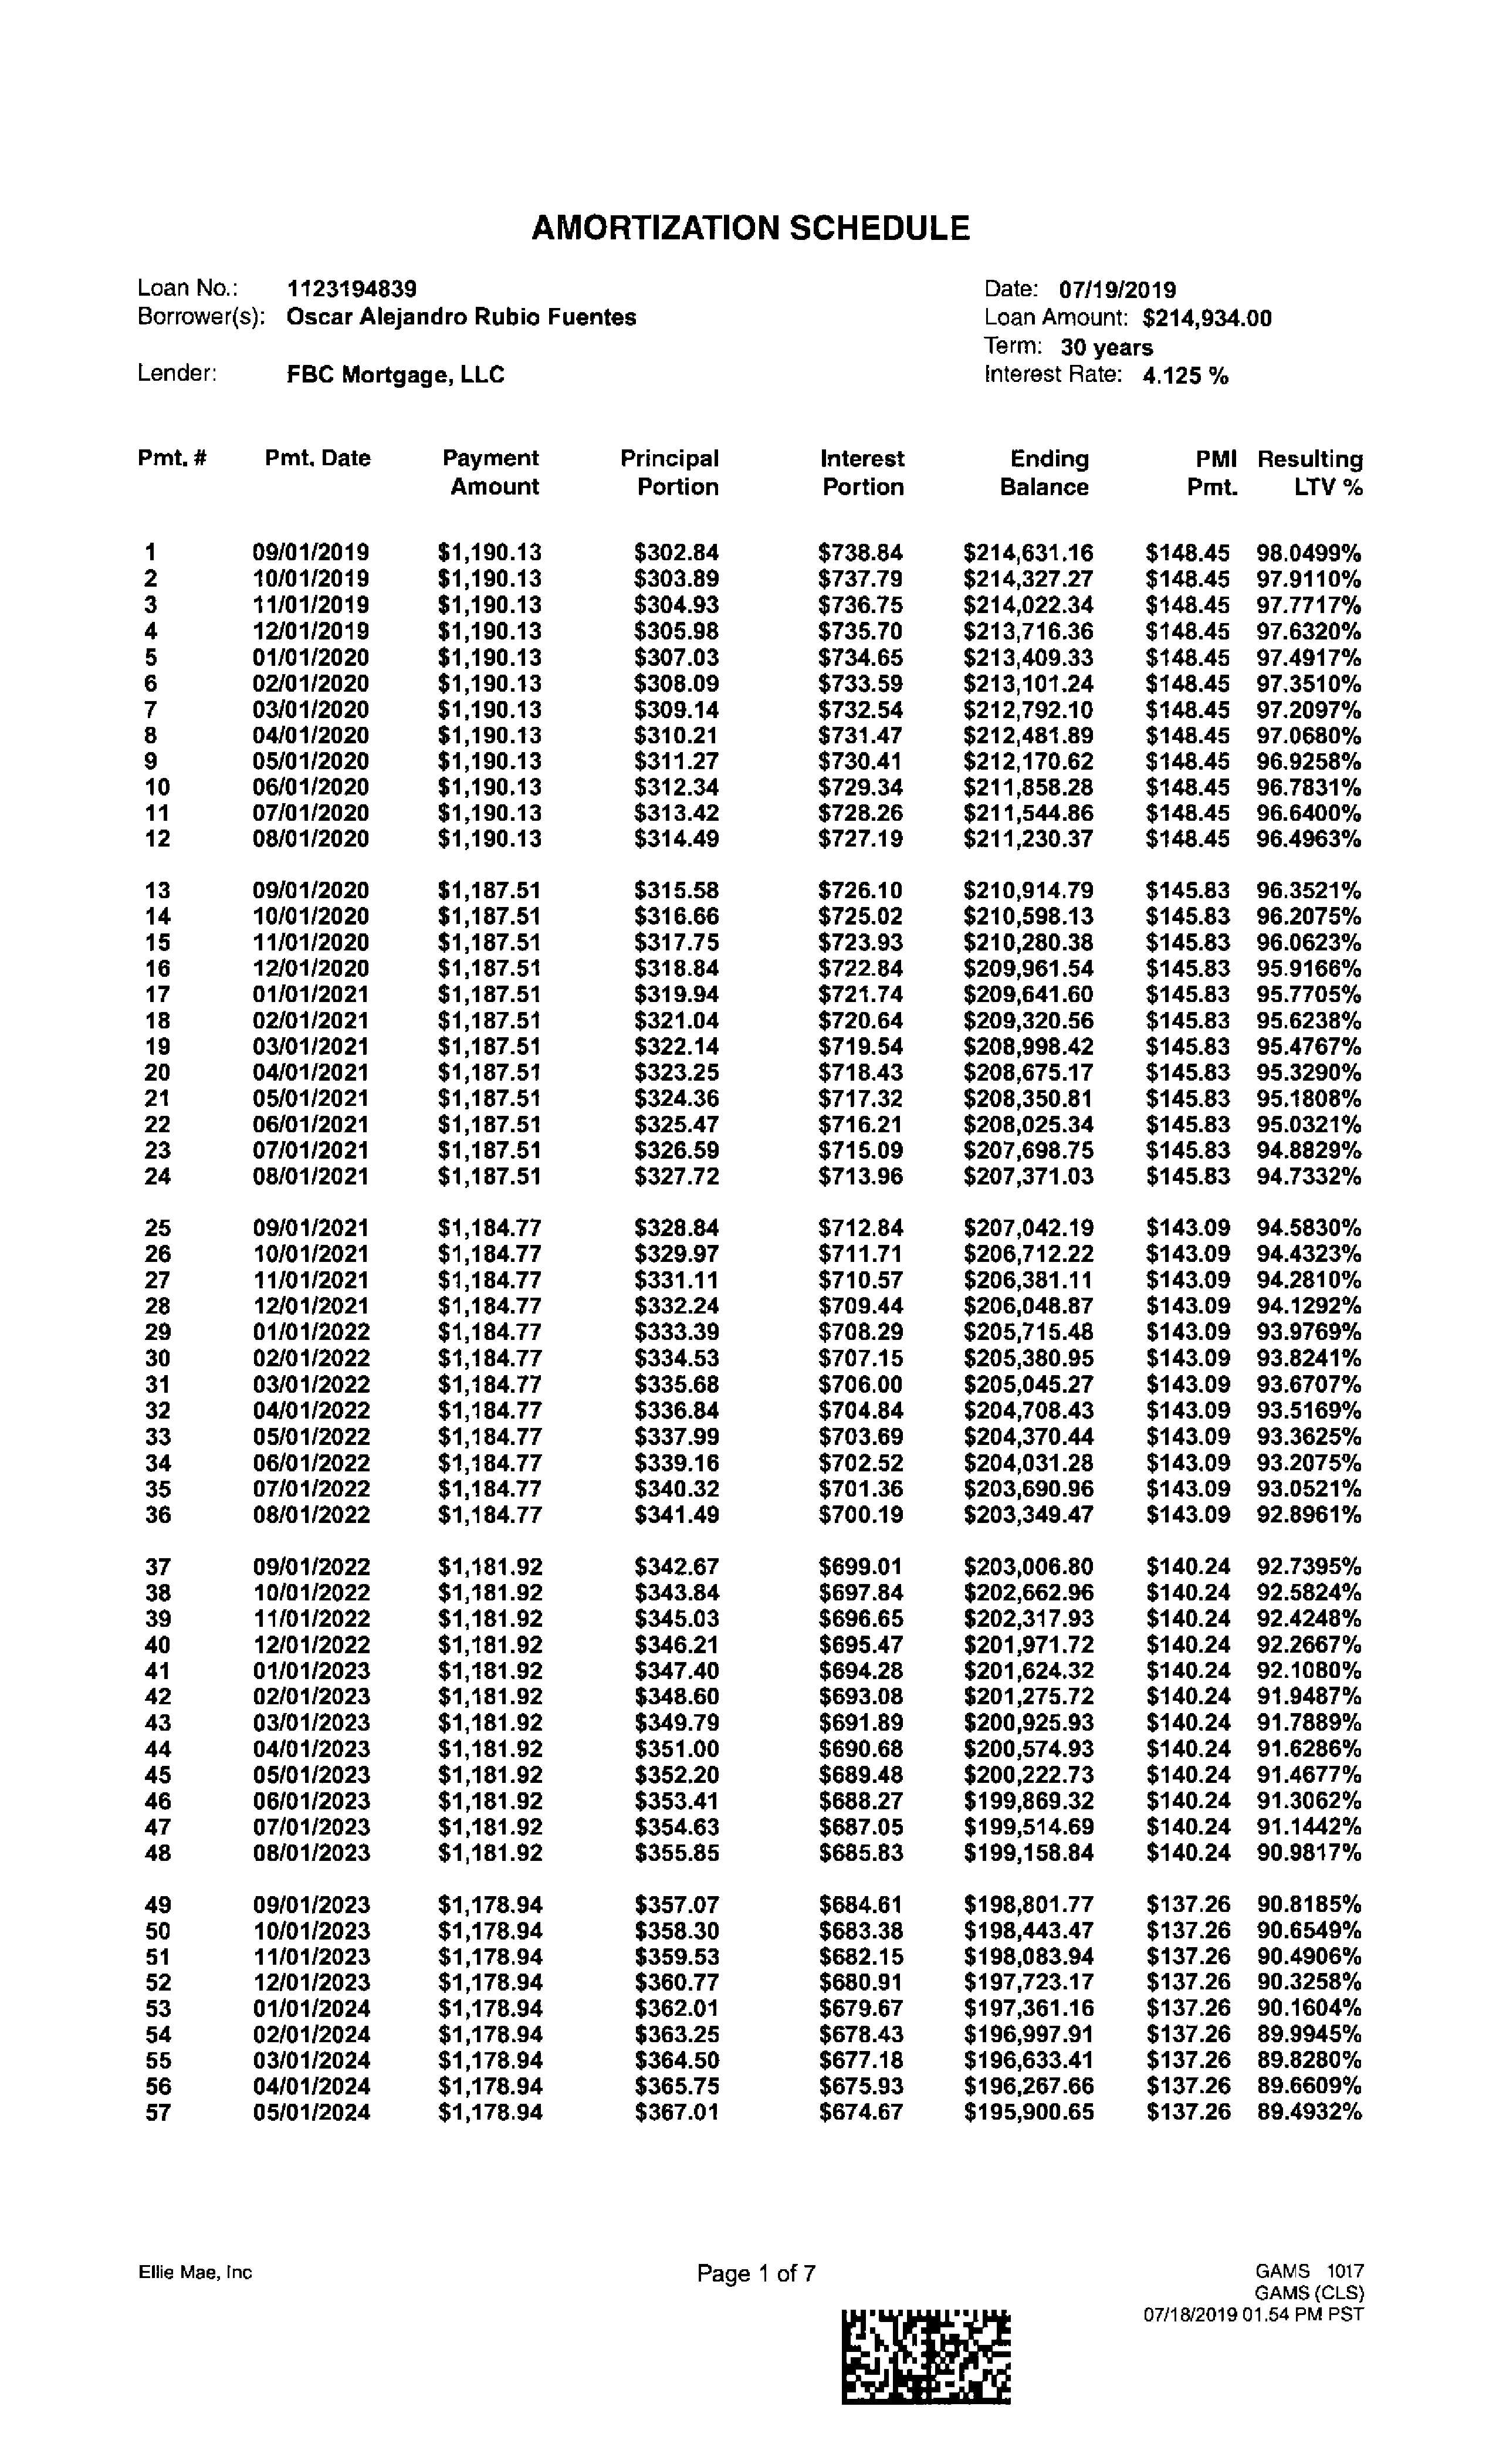 AMORTIZATION SCHEDULE
Loan No.: 1123194839 Date: 07/19/2019
Borrower(s): Oscar Alejandro Rubio Fuentes Loan Amount: $214,934.00
Term: 30 years
Lender: FBC Mortgage, LLC Interest Rate: 4.125 %
Pmt. # Pmt. Date Payment Principal Interest Ending PMI Resulting
Amount Portion Portion Balance Pmt. LTV %
1 09/01/2019 $1,190.13 $302.84 $738.84 $214,631.16 $148.45 98.0499%
2 10/01/2019 $1,190.13 $303.89 $737.79 $214,327.27 $148.45 97.9110%
3 11/01/2019 $1,190.13 $304.93 $736.75 $214,022.34 $148.45 97.7717%
4 12/01/2019 $1,190.13 $305.98 $735.70 $213,716.36 $148.45 97.6320%
5 01/01/2020 $1,190.13 $307.03 $734.65 $213,409.33 $148.45 97.4917%
6 02/01/2020 $1,190.13 $308.09 $733.59 $213,101.24 $148.45 97.3510%
7 03/01/2020 $1,190.13 $309.14 $732.54 $212,792.10 $148.45 97.2097%
8 04/01/2020 $1,190.13 $310.21 $731.47 $212,481.89 $148.45 97.0680%
9 05/01/2020 $1,190.13 $311.27 $730.41 $212,170.62 $148.45 96.9258%
10 06/01/2020 $1,190.13 $312.34 $729.34 $211,858.28 $148.45 96.7831%
11 07/01/2020 $1,190.13 $313.42 $728.26 $211,544.86 $148.45 96.6400%
12 08/01/2020 $1,190.13 $314.49 $727.19 $211,230.37 $148.45 96.4963%
13 09/01/2020 $1,187.51 $315.58 $726.10 $210,914.79 $145.83 96.3521%
14 10/01/2020 $1,187.51 $316.66 $725.02 $210,598.13 $145.83 96.2075%
15 11/01/2020 $1,187.51 $317.75 $723.93 $210,280.38 $145.83 96.0623%
16 12/01/2020 $1,187.51 $318.84 $722.84 $209,961.54 $145.83 95.9166%
17 01/01/2021 $1,187.51 $319.94 $721.74 $209,641.60 $145.83 95.7705%
18 02/01/2021 $1,187.51 $321.04 $720.64 $209,320.56 $145.83 95.6238%
19 03/01/2021 $1,187.51 $322.14 $719.54 $208,998.42 $145.83 95.4767%
20 04/01/2021 $1,187.51 $323.25 $718.43 $208,675.17 $145.83 95.3290%
21 05/01/2021 $1,187.51 $324.36 $717.32 $208,350.81 $145.83 95.1808%
22 06/01/2021 $1,187.51 $325.47 $716.21 $208,025.34 $145.83 95.0321%
23 07/01/2021 $1,187.51 $326.59 $715.09 $207,698.75 $145.83 94.8829%
24 08/01/2021 $1,187.51 $327.72 $713.96 $207,371.03 $145.83 94.7332%
25 09/01/2021 $1,184.77 $328.84 $712.84 $207,042.19 $143.09 94.5830%
26 10/01/2021 $1,184.77 $329.97 $711.71 $206,712.22 $143.09 94.4323%
27 11/01/2021 $1,184.77 $331.11 $710.57 $206,381.11 $143.09 94.2810%
28 12/01/2021 $1,184.77 $332.24 $709.44 $206,048.87 $143.09 94.1292%
29 01/01/2022 $1,184.77 $333.39 $708.29 $205,715.48 $143.09 93.9769%
30 02/01/2022 $1,184.77 $334.53 $707.15 $205,380.95 $143.09 93.8241%
31 03/01/2022 $1,184.77 $335.68 $706.00 $205,045.27 $143.09 93.6707%
32 04/01/2022 $1,184.77 $336.84 $704.84 $204,708.43 $143.09 93.5169%
33 05/01/2022 $1,184.77 $337.99 $703.69 $204,370.44 $143.09 93.3625%
34 06/01/2022 $1,184.77 $339.16 $702.52 $204,031.28 $143.09 93.2075%
35 07/01/2022 $1,184.77 $340.32 $701.36 $203,690.96 $143.09 93.0521%
36 08/01/2022 $1,184.77 $341.49 $700.19 $203,349.47 $143.09 92.8961%
37 09/01/2022 $1,181.92 $342.67 $699.01 $203,006.80 $140.24 92.7395%
38 10/01/2022 $1,181.92 $343.84 $697.84 $202,662.96 $140.24 92.5824%
39 11/01/2022 $1,181.92 $345.03 $696.65 $202,317.93 $140.24 92.4248%
40 12/01/2022 $1,181.92 $346.21 $695.47 $201,971.72 $140.24 92.2667%
41 01/01/2023 $1,181.92 $347.40 $694.28 $201,624.32 $140.24 92.1080%
42 02/01/2023 $1,181.92 $348.60 $693.08 $201,275.72 $140.24 91.9487%
43 03/01/2023 $1,181.92 $349.79 $691.89 $200,925.93 $140.24 91.7889%
44 04/01/2023 $1,181.92 $351.00 $690.68 $200,574.93 $140.24 91.6286%
45 05/01/2023 $1,181.92 $352.20 $689.48 $200,222.73 $140.24 91.4677%
46 06/01/2023 $1,181.92 $353.41 $688.27 $199,869.32 $140.24 91.3062%
47 07/01/2023 $1,181.92 $354.63 $687.05 $199,514.69 $140.24 91.1442%
48 08/01/2023 $1,181.92 $355.85 $685.83 $199,158.84 $140.24 90.9817%
49 09/01/2023 $1,178.94 $357.07 $684.61 $198,801.77 $137.26 90.8185%
50 10/01/2023 $1,178.94 $358.30 $683.38 $198,443.47 $137.26 90.6549%
51 11/01/2023 $1,178.94 $359.53 $682.15 $198,083.94 $137.26 90.4906%
52 12/01/2023 $1,178.94 $360.77 $680.91 $197,723.17 $137.26 90.3258%
53 01/01/2024 $1,178.94 $362.01 $679.67 $197,361.16 $137.26 90.1604%
54 02/01/2024 $1,178.94 $363.25 $678.43 $196,997.91 $137.26 89.9945%
55 03/01/2024 $1,178.94 $364.50 $677.18 $196,633.41 $137.26 89.8280%
56 04/01/2024 $1,178.94 $365.75 $675.93 $196,267.66 $137.26 89.6609%
57 05/01/2024 $1,178.94 $367.01 $674.67 $195,900.65 $137.26 89.4932%
Ellie Mae, Inc Page 1 of 7 GAMS 1017
GAMS (CLS)
07/18/2019 01.54 PM PST